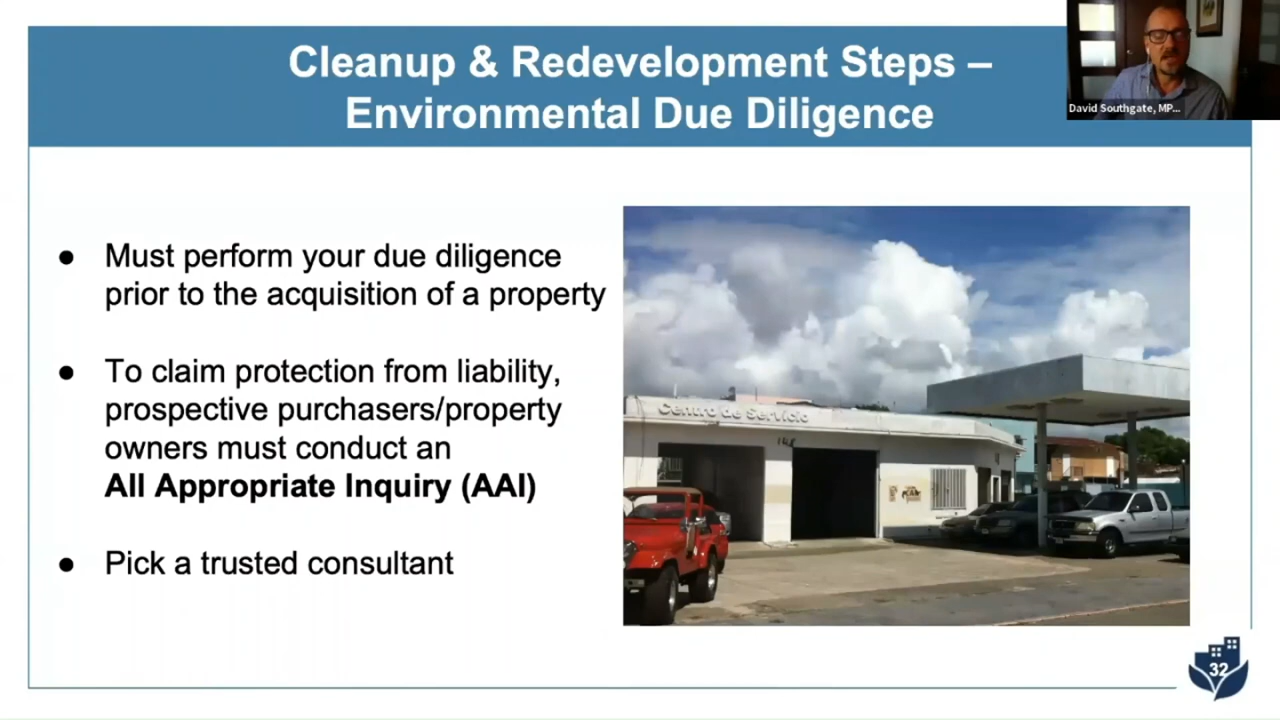 Cleanup & Redevelopment Steps –
Environmental Due Diligence
David Southgate, MP...
● Must perform your due diligence
prior to the acquisition of a property
● To claim protection from liability,
prospective purchasers/property
owners must conduct an
All Appropriate Inquiry (AAI)
● Pick a trusted consultant
Centro de Servicio
32